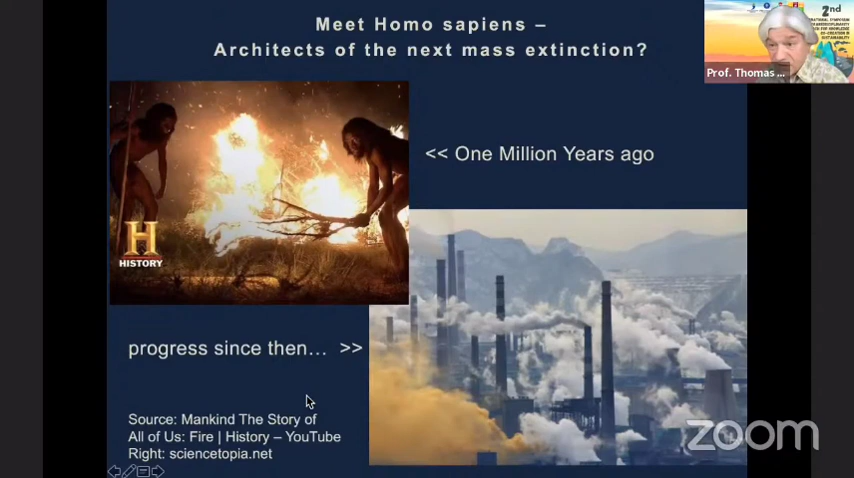 Meet Homo sapiens –
Architects of the next mass extinction?
2nd
Prof. Thomas ...
<< One Million Years ago
H
HISTORY
progress since then... >>
Source: Mankind The Story of
All of Us: Fire | History – YouTube
Right: sciencetopia.net
zoom